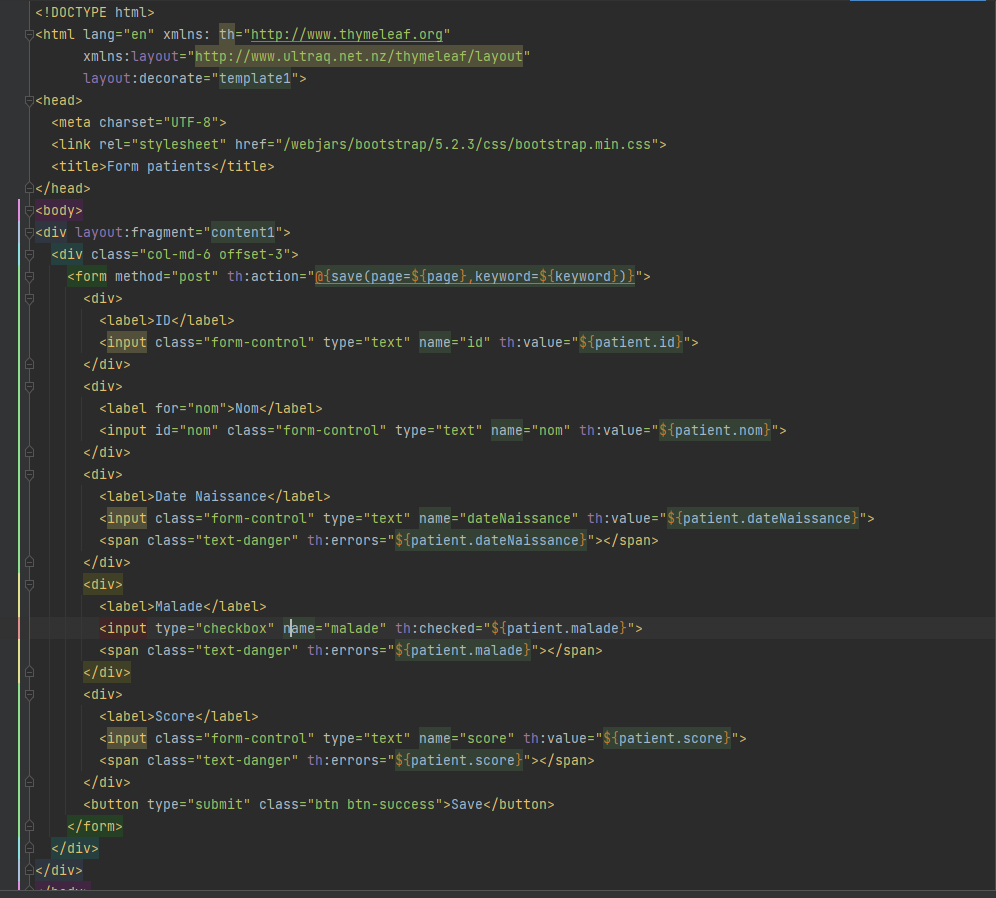 <!DOCTYPE html>
<html lang="en" xmlns: th="http://www.thymeleaf.org"
      xmlns:layout="http://www.ultraq.net.nz/thymeleaf/layout"
      layout:decorate="template1">
<head>
  <meta charset="UTF-8">
  <link rel="stylesheet" href="/webjars/bootstrap/5.2.3/css/bootstrap.min.css">
  <title>Form patients</title>
</head>
<body>
<div layout:fragment="content1">
  <div class="col-md-6 offset-3">
    <form method="post" th:action="@{save(page=${page},keyword=${keyword})}">
      <div>
        <label>ID</label>
        <input class="form-control" type="text" name="id" th:value="${patient.id}">
      </div>
      <div>
        <label for="nom">Nom</label>
        <input id="nom" class="form-control" type="text" name="nom" th:value="${patient.nom}">
      </div>
      <div>
        <label>Date Naissance</label>
        <input class="form-control" type="text" name="dateNaissance" th:value="${patient.dateNaissance}">
        <span class="text-danger" th:errors="${patient.dateNaissance}"></span>
      </div>
      <div>
        <label>Malade</label>
        <input type="checkbox" name="malade" th:checked="${patient.malade}">
        <span class="text-danger" th:errors="${patient.malade}"></span>
      </div>
      <div>
        <label>Score</label>
        <input class="form-control" type="text" name="score" th:value="${patient.score}">
        <span class="text-danger" th:errors="${patient.score}"></span>
      </div>
      <button type="submit" class="btn btn-success">Save</button>
    </form>
  </div>
</div>
</body>